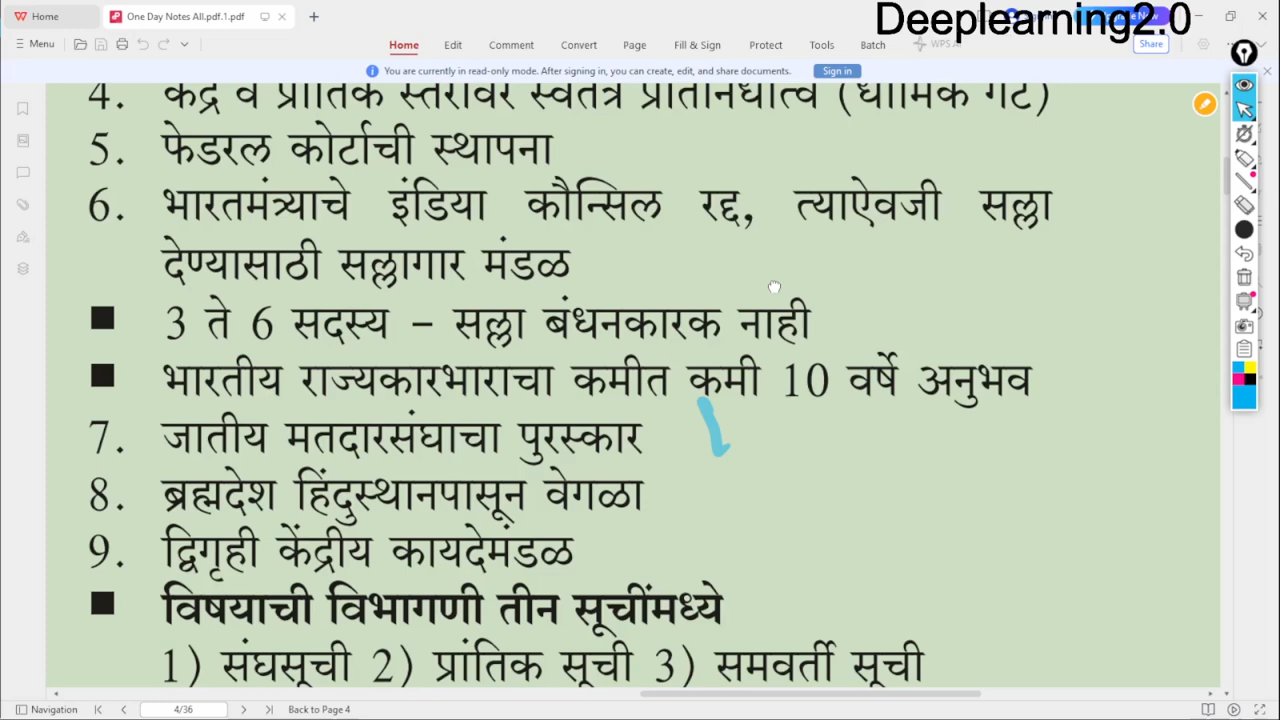 Home
One Day Notes All.pdf.1.pdf
Deeplearning2.0
Menu
Home Edit Comment Convert Page Fill & Sign Protect Tools Batch WPS AI
Share
You are currently in read-only mode. After signing in, you can create, edit, and share documents. Sign in
4. केंद्र व प्रांतिक स्तरावर स्वतंत्र प्रतिनिधीत्व (धार्मिक गट)
5. फेडरल कोर्टाची स्थापना
6. भारतमंत्र्याचे इंडिया कौन्सिल रद्द, त्याऐवजी सल्ला
देण्यासाठी सल्लागार मंडळ
■ 3 ते 6 सदस्य – सल्ला बंधनकारक नाही
■ भारतीय राज्यकारभाराचा कमीत कमी 10 वर्षे अनुभव
7. जातीय मतदारसंघाचा पुरस्कार
8. ब्रह्मदेश हिंदुस्थानपासून वेगळा
9. द्विगृही केंद्रीय कायदेमंडळ
■ विषयाची विभागणी तीन सूचींमध्ये
1) संघसूची 2) प्रांतिक सूची 3) समवर्ती सूची
Navigation 4/36 Back to Page 4